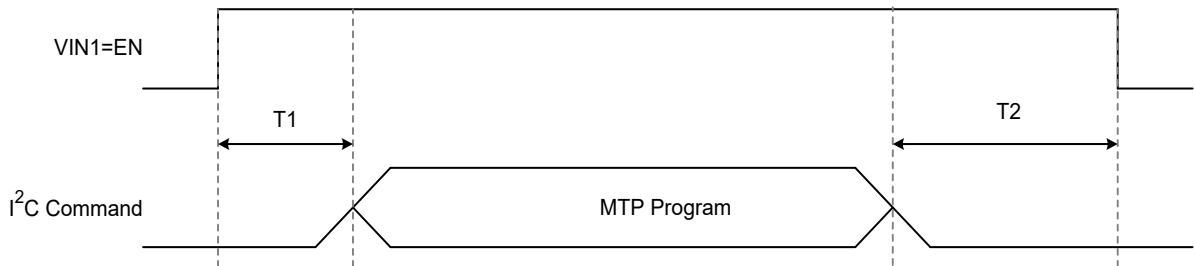 VIN1=EN
T1
T2
I²C Command
MTP Program